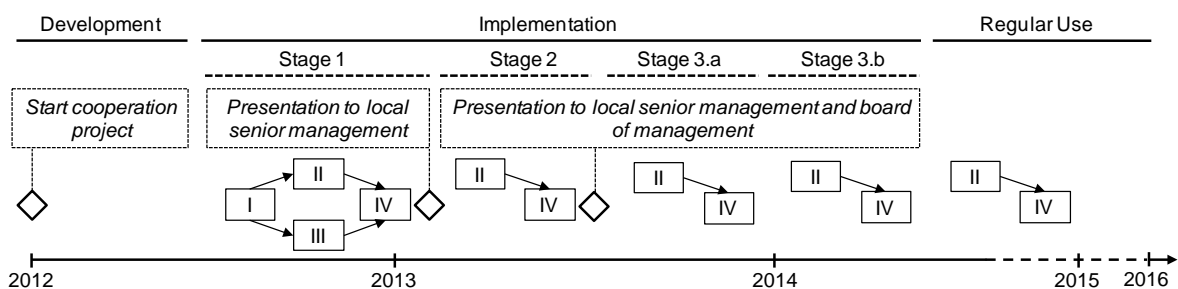 Development Implementation Regular Use
Stage 1 Stage 2 Stage 3.a Stage 3.b
Start cooperation project
Presentation to local senior management
Presentation to local senior management and board of management
II II II II II
I IV IV IV IV IV
III
2012 2013 2014 2015 2016